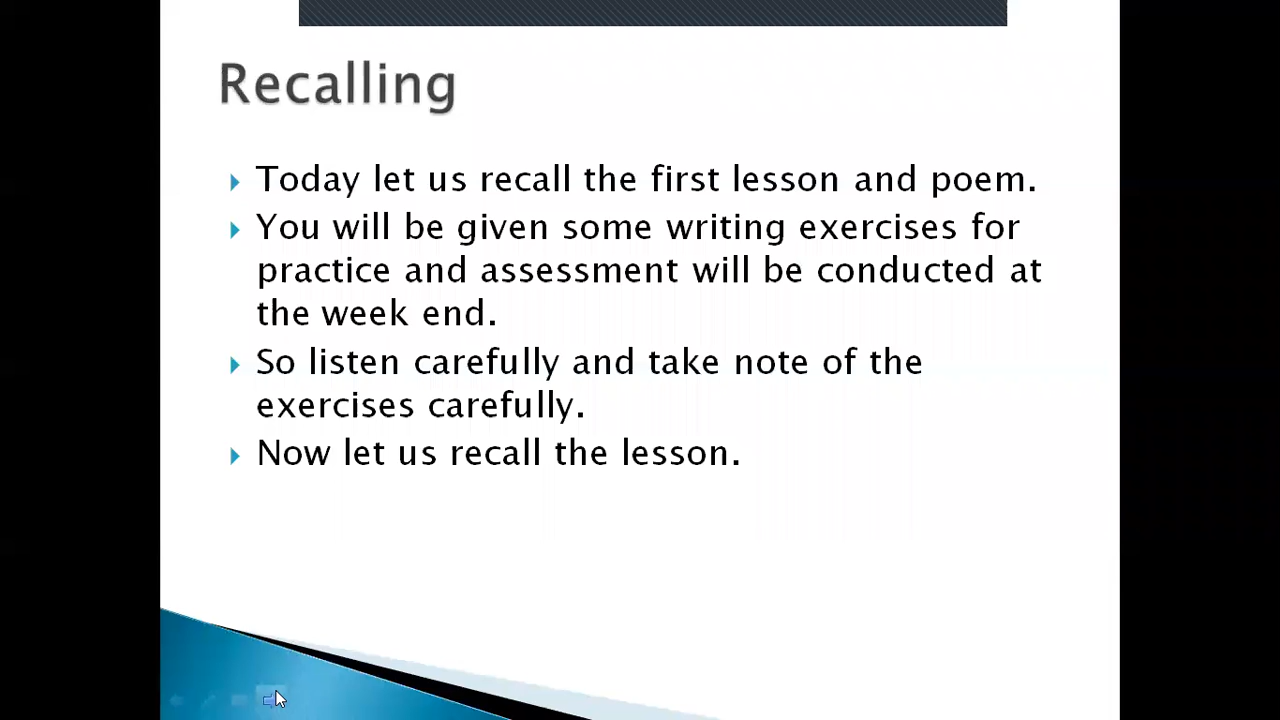 Recalling
Today let us recall the first lesson and poem.
You will be given some writing exercises for
practice and assessment will be conducted at
the week end.
So listen carefully and take note of the
exercises carefully.
Now let us recall the lesson.